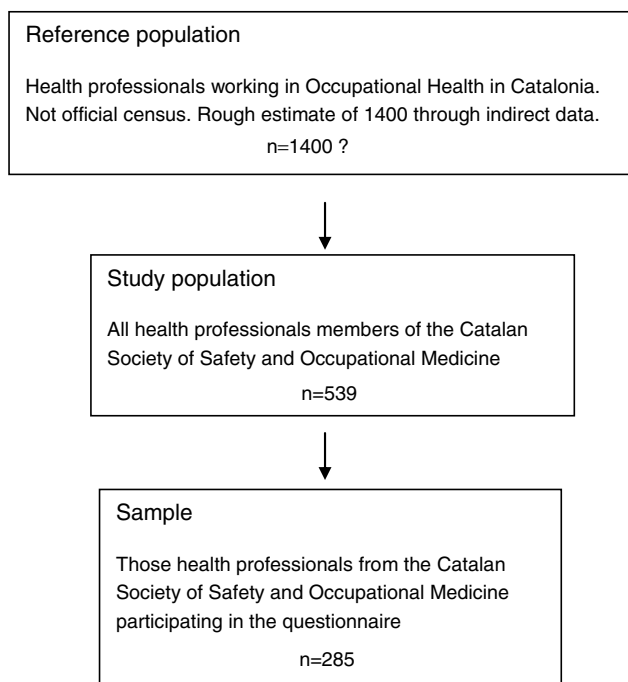 Reference population
Health professionals working in Occupational Health in Catalonia.
Not official census. Rough estimate of 1400 through indirect data.
n=1400 ?
Study population
All health professionals members of the Catalan
Society of Safety and Occupational Medicine
n=539
Sample
Those health professionals from the Catalan
Society of Safety and Occupational Medicine
participating in the questionnaire
n=285